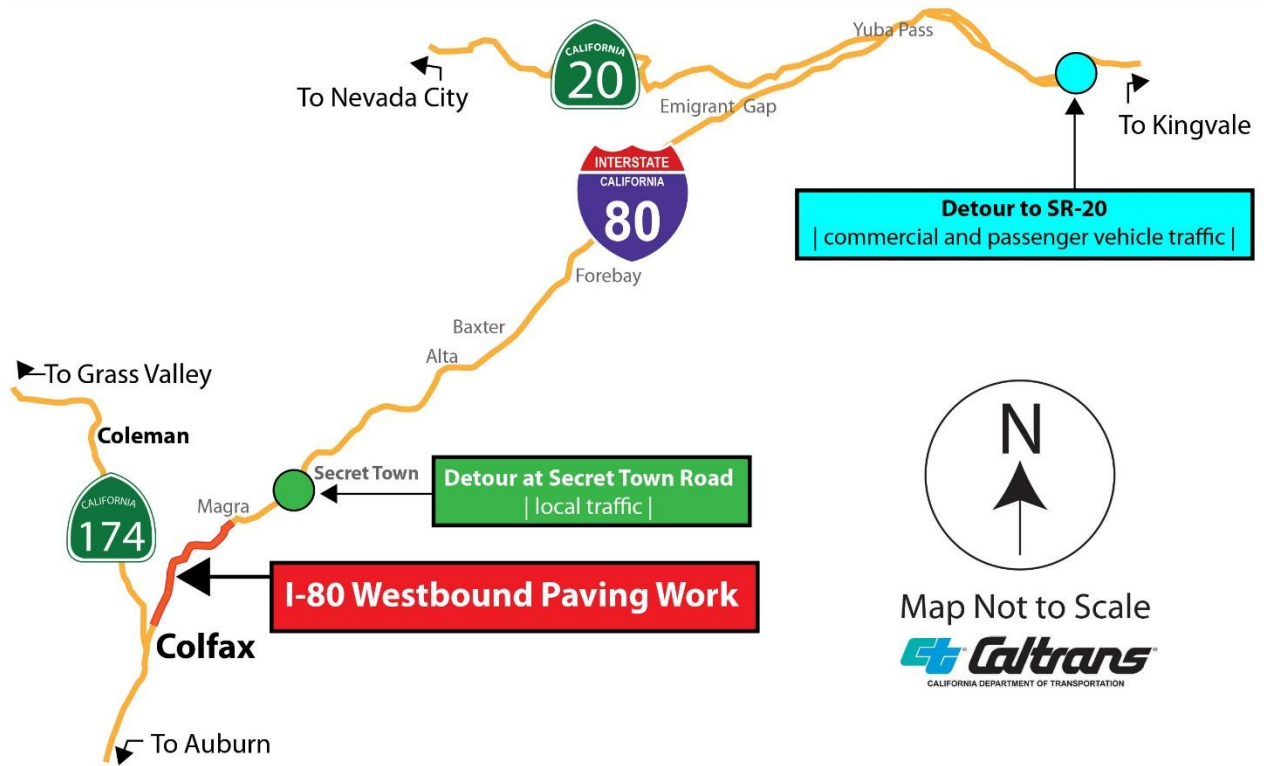 Yuba Pass
CALIFORNIA
20
To Nevada City
Emigrant Gap
To Kingvale
INTERSTATE
CALIFORNIA
80
Detour to SR-20
| commercial and passenger vehicle traffic |
Forebay
Baxter
Alta
To Grass Valley
Coleman
N
Secret Town
Detour at Secret Town Road
| local traffic |
CALIFORNIA
174
Magra
I-80 Westbound Paving Work
Colfax
Map Not to Scale
Ct Caltrans
CALIFORNIA DEPARTMENT OF TRANSPORTATION
To Auburn